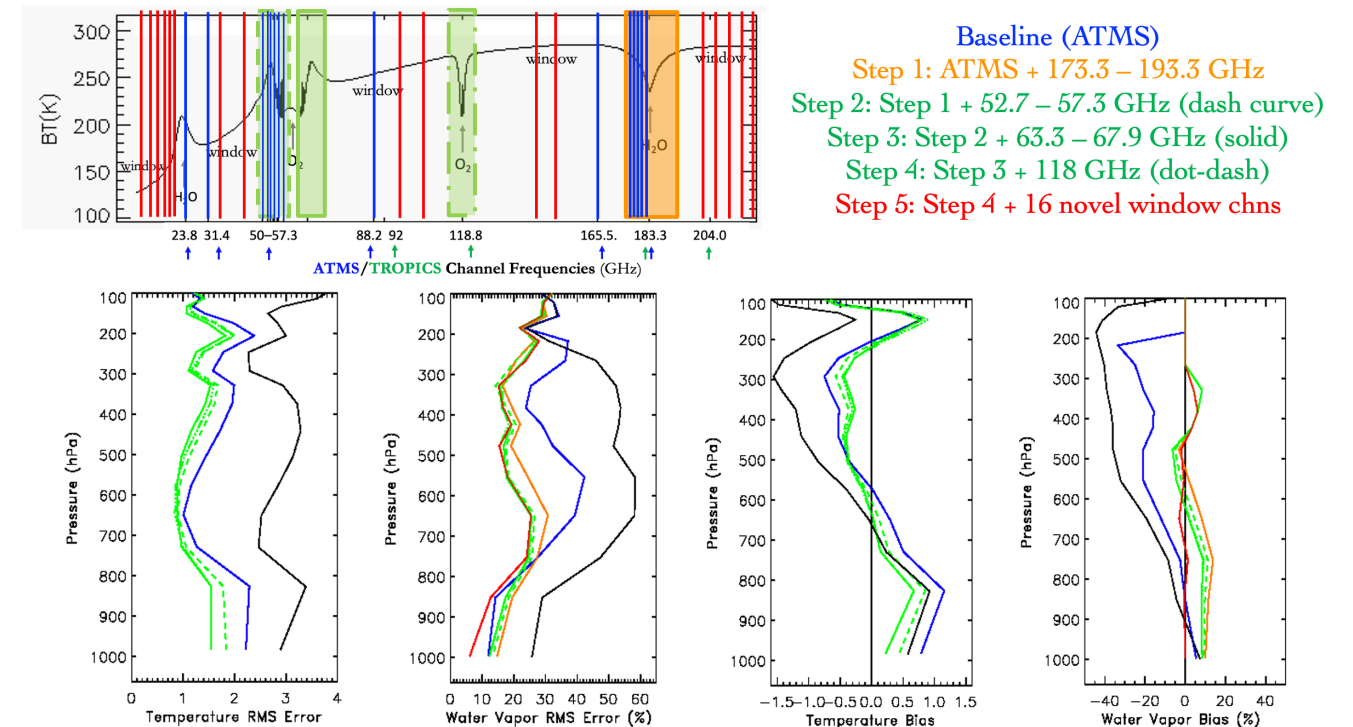 300
250
200
150
100
BT(K)
window
window
window
window
window
H2O
O2
O2
H2O
23.8 31.4 50–57.3 88.2 92 118.8 165.5. 183.3 204.0
ATMS/TROPICS Channel Frequencies (GHz)
Baseline (ATMS)
Step 1: ATMS + 173.3 – 193.3 GHz
Step 2: Step 1 + 52.7 – 57.3 GHz (dash curve)
Step 3: Step 2 + 63.3 – 67.9 GHz (solid)
Step 4: Step 3 + 118 GHz (dot-dash)
Step 5: Step 4 + 16 novel window chns
Pressure (hPa)
100
200
300
400
500
600
700
800
900
1000
0 1 2 3 4
Temperature RMS Error
Pressure (hPa)
100
200
300
400
500
600
700
800
900
1000
0 10 20 30 40 50 60
Water Vapor RMS Error (%)
Pressure (hPa)
100
200
300
400
500
600
700
800
900
1000
−1.5−1.0−0.5 0.0 0.5 1.0 1.5
Temperature Bias
Pressure (hPa)
100
200
300
400
500
600
700
800
900
1000
−40 −20 0 20 40
Water Vapor Bias (%)